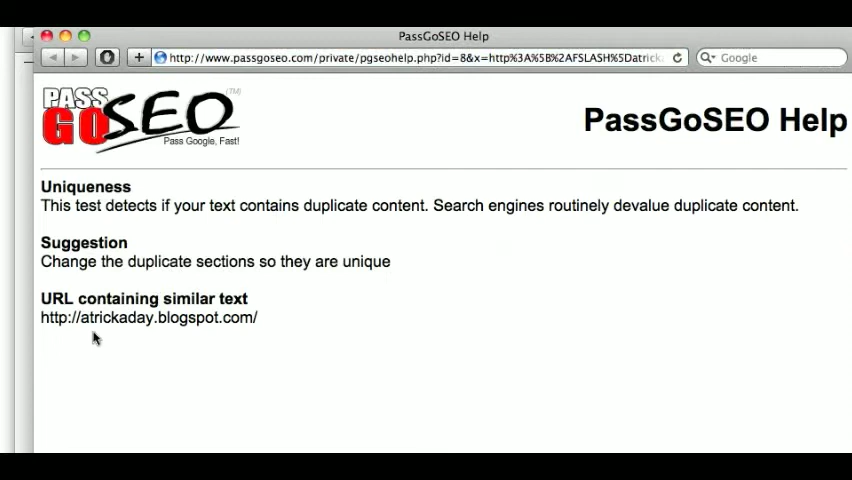 PassGoSEO Help
http://www.passgoseo.com/private/pgseohelp.php?id=8&x=http%3A%5B%2AFSLASH%5Datricka
Google
PASS
GO SEO (TM)
Pass Google, Fast!
PassGoSEO Help
Uniqueness
This test detects if your text contains duplicate content. Search engines routinely devalue duplicate content.
Suggestion
Change the duplicate sections so they are unique
URL containing similar text
http://atrickaday.blogspot.com/